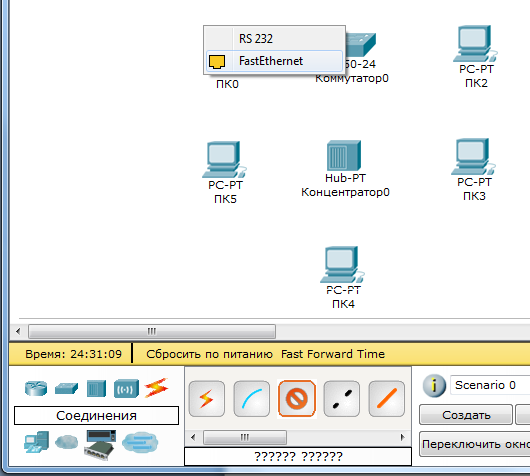 RS 232
FastEthernet
50-24
ПК0
Коммутатор0
PC-PT
ПК2
PC-PT
ПК5
Hub-PT
Концентратор0
PC-PT
ПК3
PC-PT
ПК4
Время: 24:31:09
Сбросить по питанию Fast Forward Time
Соединения
Scenario 0
Создать
Переключить окно
?????? ??????